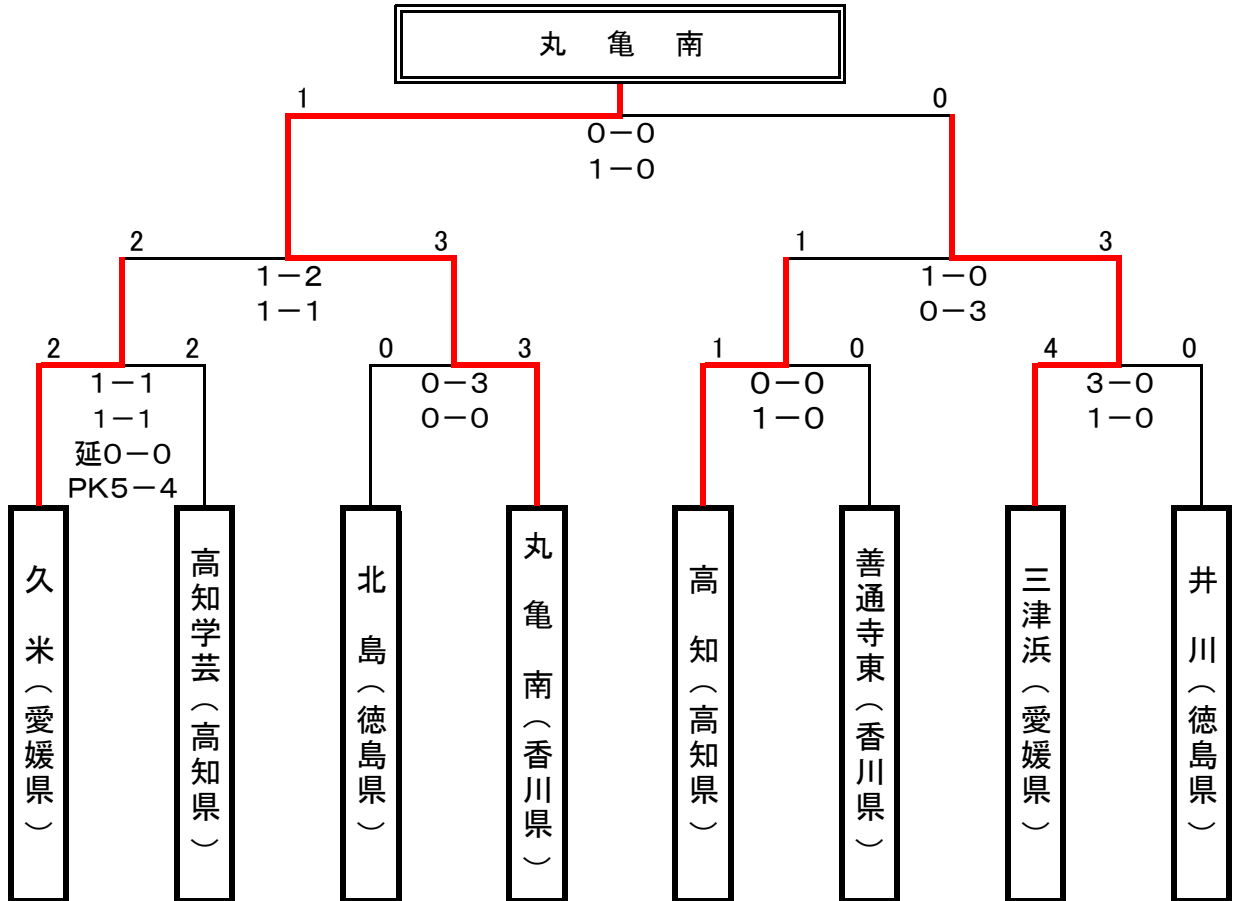 丸 亀 南
1
0
0－0
1－0
2
3
1－2
1－1
1
3
1－0
0－3
2
2
1－1
1－1
延0－0
PK5－4
0
3
0－3
0－0
1
0
0－0
1－0
4
0
3－0
1－0
久 米（愛媛県）
高知学芸（高知県）
北 島（徳島県）
丸 亀 南（香川県）
高 知（高知県）
善通寺東（香川県）
三津浜（愛媛県）
井 川（徳島県）